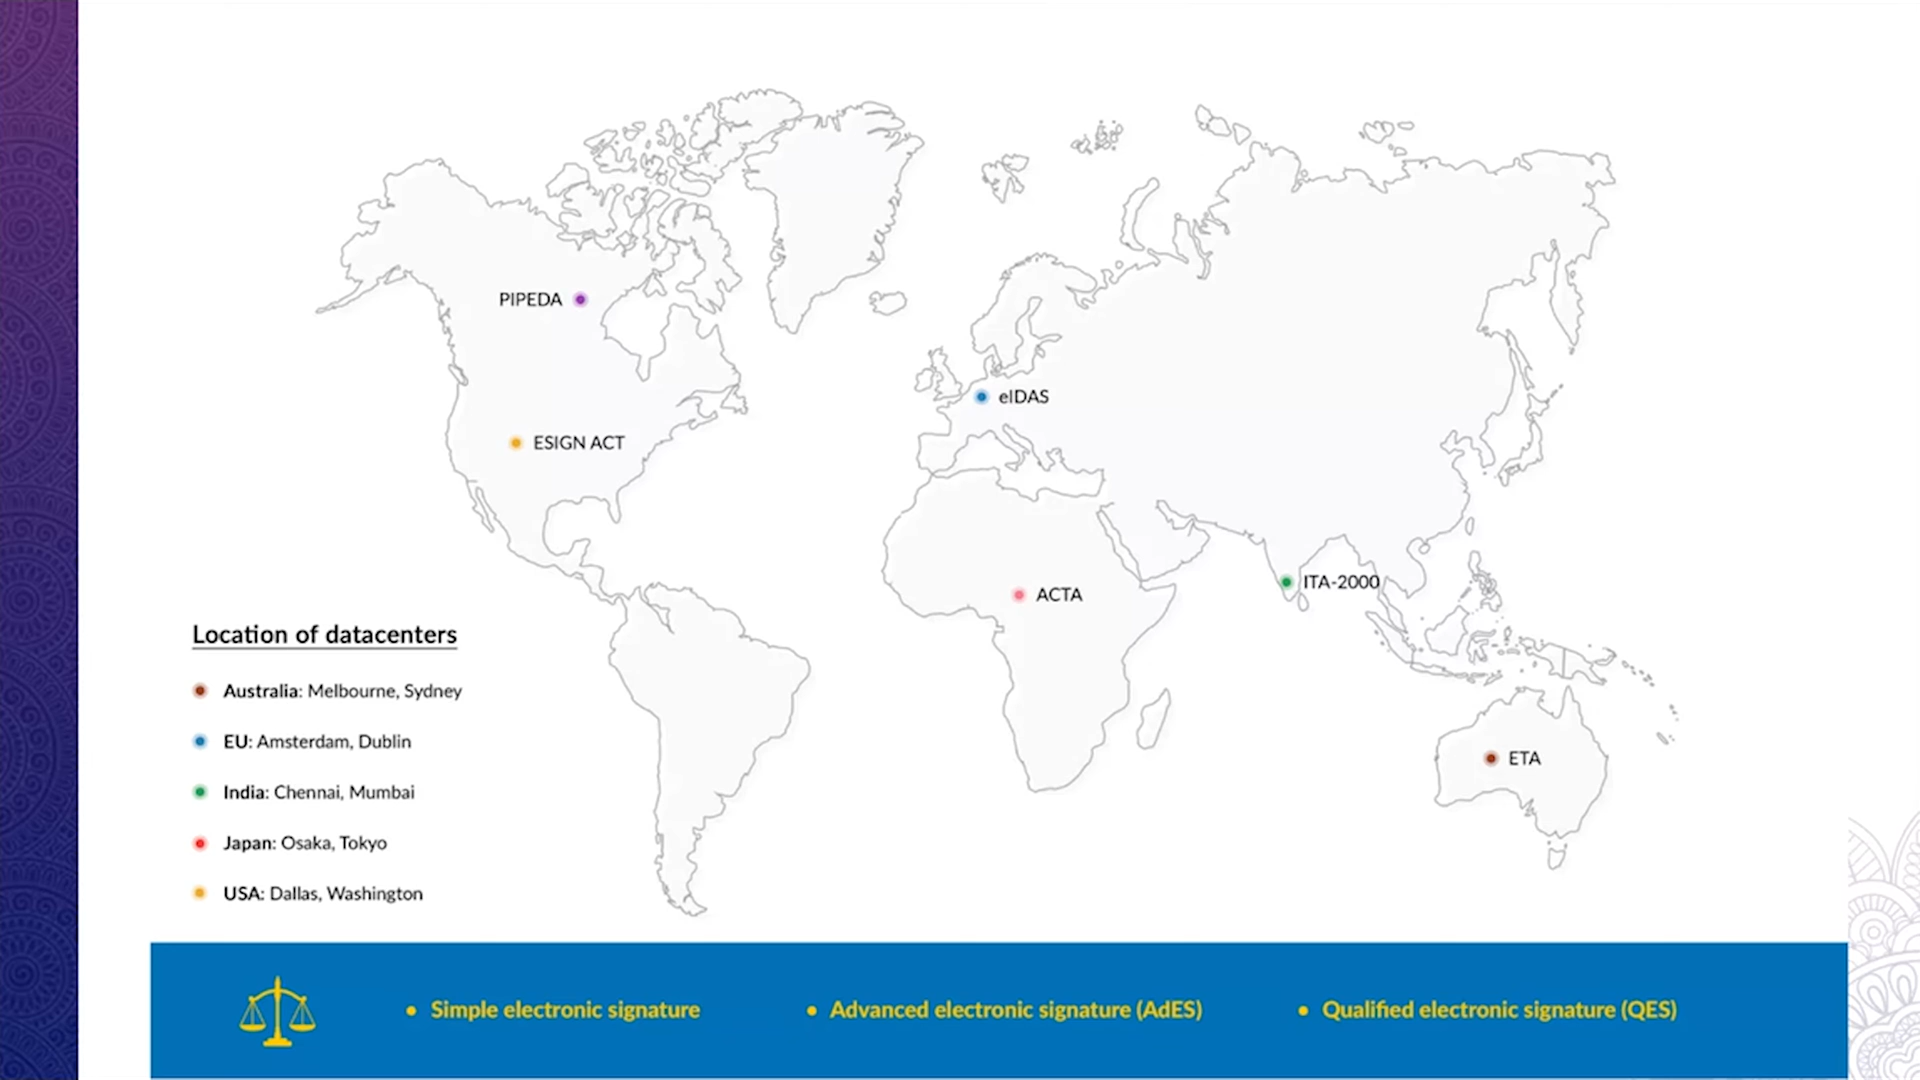 PIPEDA
eIDAS
ESIGN ACT
ITA-2000
ACTA
ETA
Location of datacenters
Australia: Melbourne, Sydney
EU: Amsterdam, Dublin
India: Chennai, Mumbai
Japan: Osaka, Tokyo
USA: Dallas, Washington
• Simple electronic signature
• Advanced electronic signature (AdES)
• Qualified electronic signature (QES)